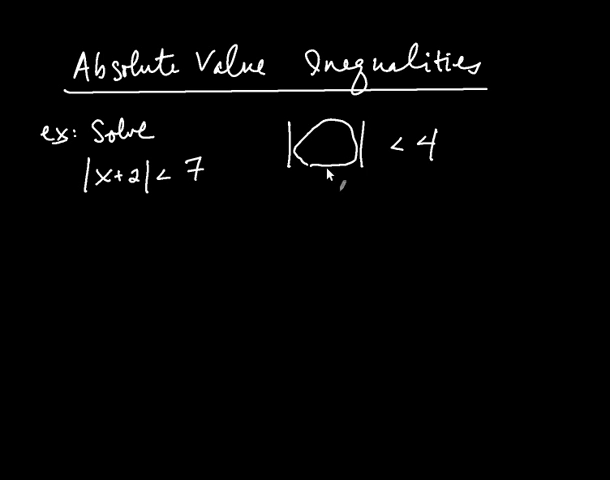 Absolute Value Inequalities
ex: Solve
|x+2| < 7
| | < 4